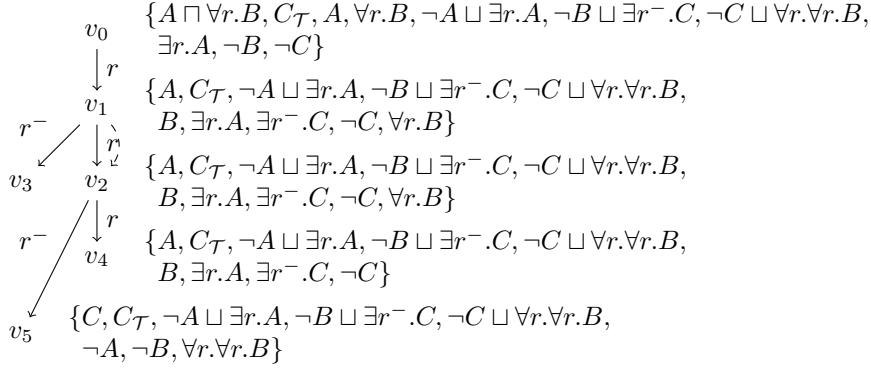 v₀ {A ⊓ ∀r.B, C_𝒯, A, ∀r.B, ¬A ⊔ ∃r.A, ¬B ⊔ ∃r⁻.C, ¬C ⊔ ∀r.∀r.B,
∃r.A, ¬B, ¬C}
r
v₁ {A, C_𝒯, ¬A ⊔ ∃r.A, ¬B ⊔ ∃r⁻.C, ¬C ⊔ ∀r.∀r.B,
B, ∃r.A, ∃r⁻.C, ¬C, ∀r.B}
r⁻ r
v₃ v₂ {A, C_𝒯, ¬A ⊔ ∃r.A, ¬B ⊔ ∃r⁻.C, ¬C ⊔ ∀r.∀r.B,
B, ∃r.A, ∃r⁻.C, ¬C, ∀r.B}
r⁻ r
v₄ {A, C_𝒯, ¬A ⊔ ∃r.A, ¬B ⊔ ∃r⁻.C, ¬C ⊔ ∀r.∀r.B,
B, ∃r.A, ∃r⁻.C, ¬C}
v₅ {C, C_𝒯, ¬A ⊔ ∃r.A, ¬B ⊔ ∃r⁻.C, ¬C ⊔ ∀r.∀r.B,
¬A, ¬B, ∀r.∀r.B}